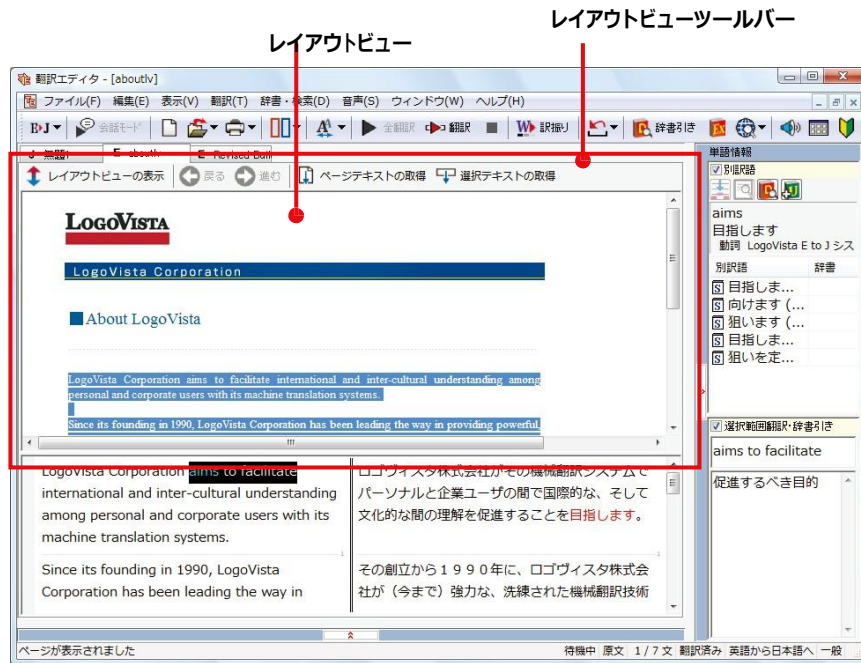 レイアウトビューツールバー
レイアウトビュー
翻訳エディタ - [aboutlv]
ファイル(F) 編集(E) 表示(V) 翻訳(T) 辞書・検索(D) 音声(S) ウィンドウ(W) ヘルプ(H)
E▸J 会話モード 全翻訳 翻訳 W 訳振り 辞書引き
J 無題1 E aboutlv E Revised Bull
レイアウトビューの表示 戻る 進む ページテキストの取得 選択テキストの取得
LOGOVISTA
LogoVista Corporation
About LogoVista
LogoVista Corporation aims to facilitate international and inter-cultural understanding among
personal and corporate users with its machine translation systems.
Since its founding in 1990, LogoVista Corporation has been leading the way in providing powerful,
LogoVista Corporation aims to facilitate
international and inter-cultural understanding
among personal and corporate users with its
machine translation systems.
Since its founding in 1990, LogoVista
Corporation has been leading the way in
ロゴヴィスタ株式会社がその機械翻訳システムで
パーソナルと企業ユーザの間で国際的な、そして
文化的な間の理解を促進することを目指します。
その創立から１９９０年に、ロゴヴィスタ株式会
社が（今まで）強力な、洗練された機械翻訳技術
単語情報
別訳語
aims
目指します
動詞 LogoVista E to J シス
別訳語 辞書
S 目指しま...
S 向けます (...
S 狙います (...
S 目指しま...
S 狙いを定...
選択範囲翻訳・辞書引き
aims to facilitate
促進するべき目的
ページが表示されました 待機中 原文 1 / 7 文 翻訳済み 英語から日本語へ 一般